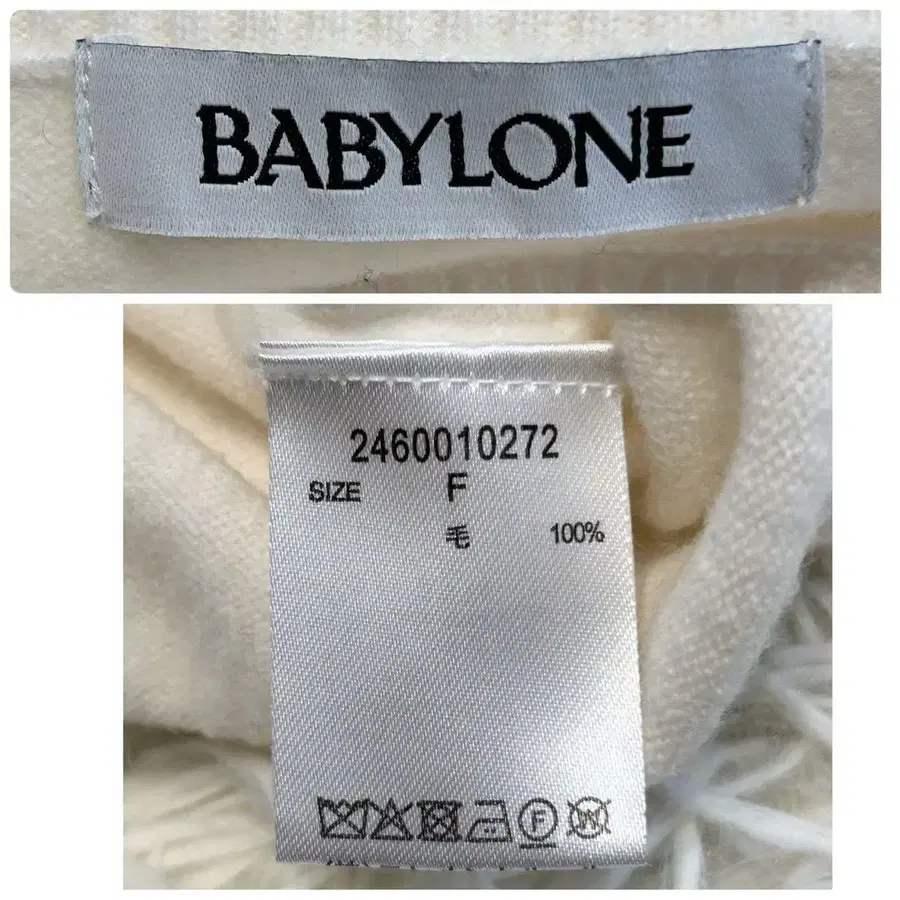 BABYLONE
2460010272
SIZE F
毛 100%
F W